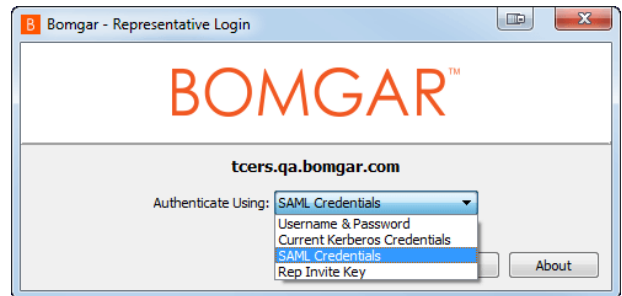 B Bomgar - Representative Login
BOMGAR™
tcers.qa.bomgar.com
Authenticate Using: SAML Credentials
Username & Password
Current Kerberos Credentials
SAML Credentials
Rep Invite Key
About